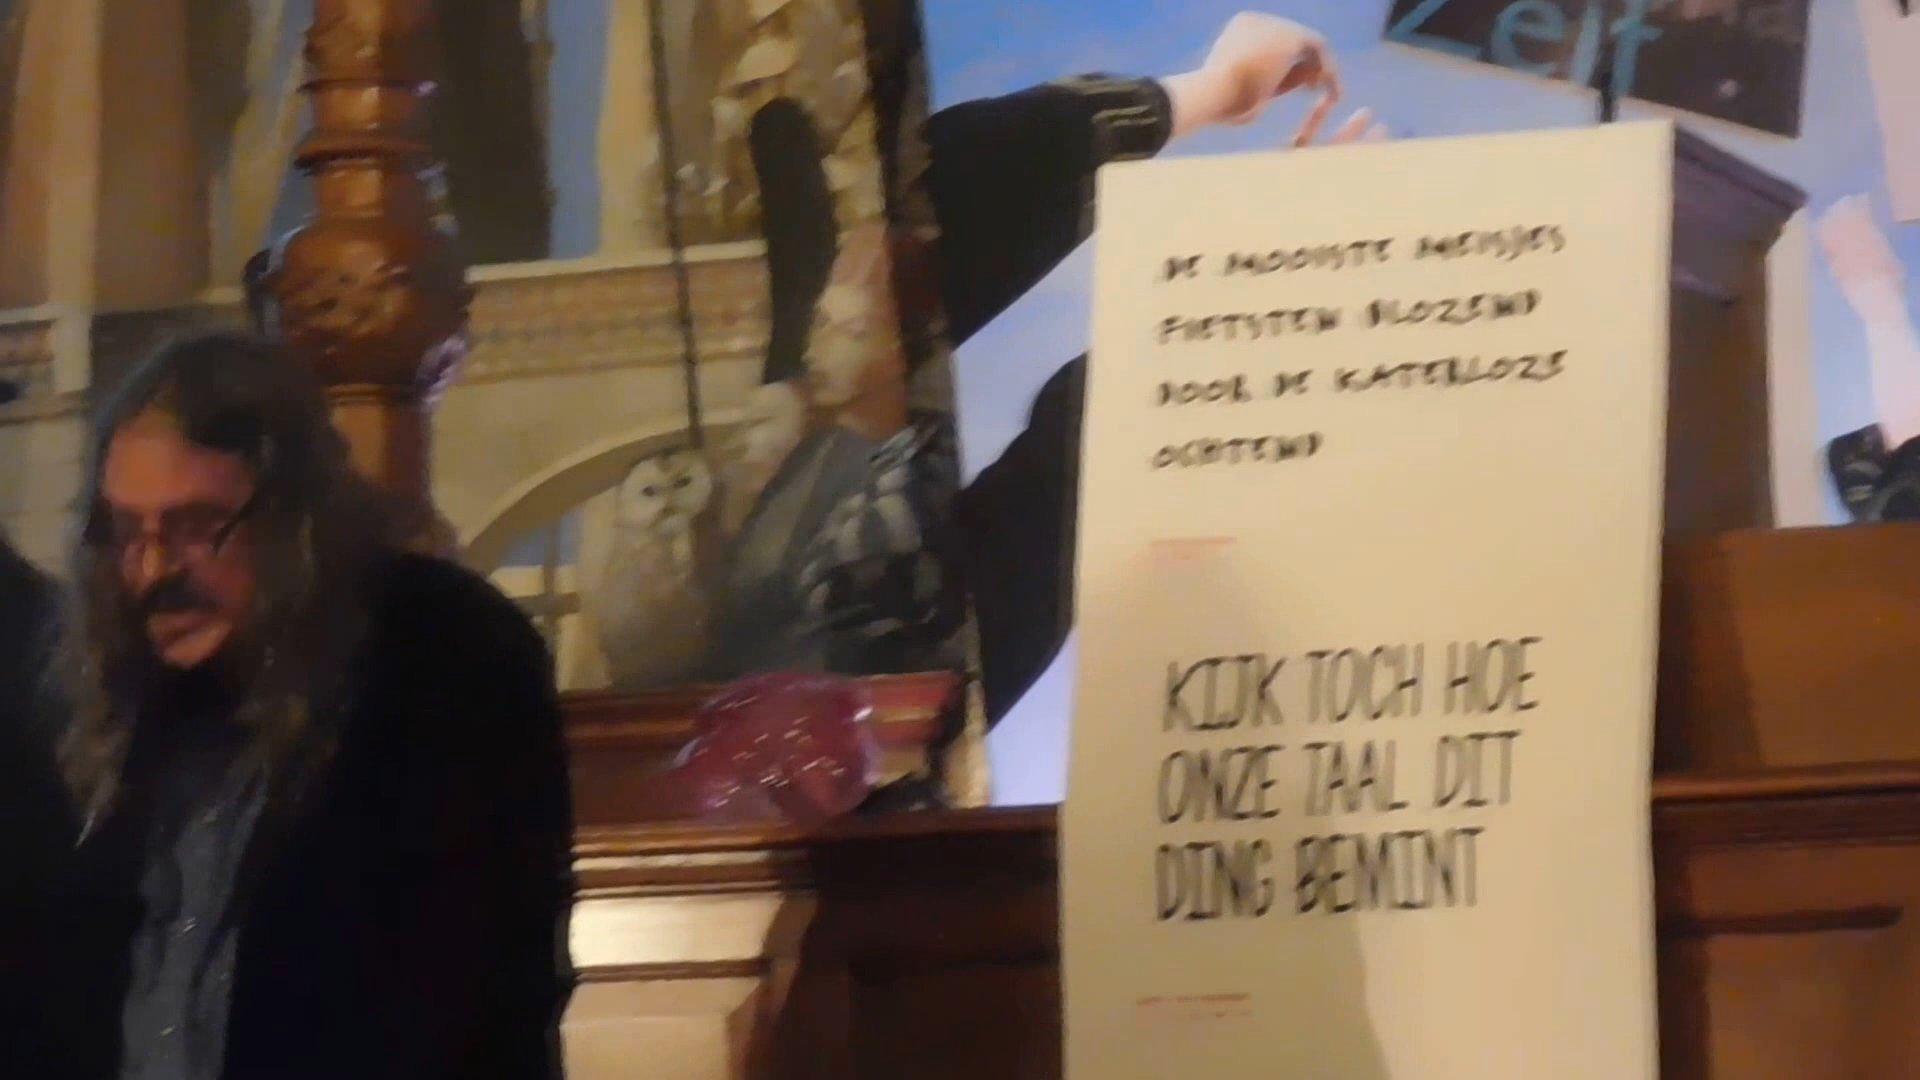 Zelf
DE MOOISTE MEISJES
FIETSTEN BLOZEND
DOOR DE KATERLOZE
OCHTEND
KIJK TOCH HOE
ONZE TAAL DIT
DING BEMINT